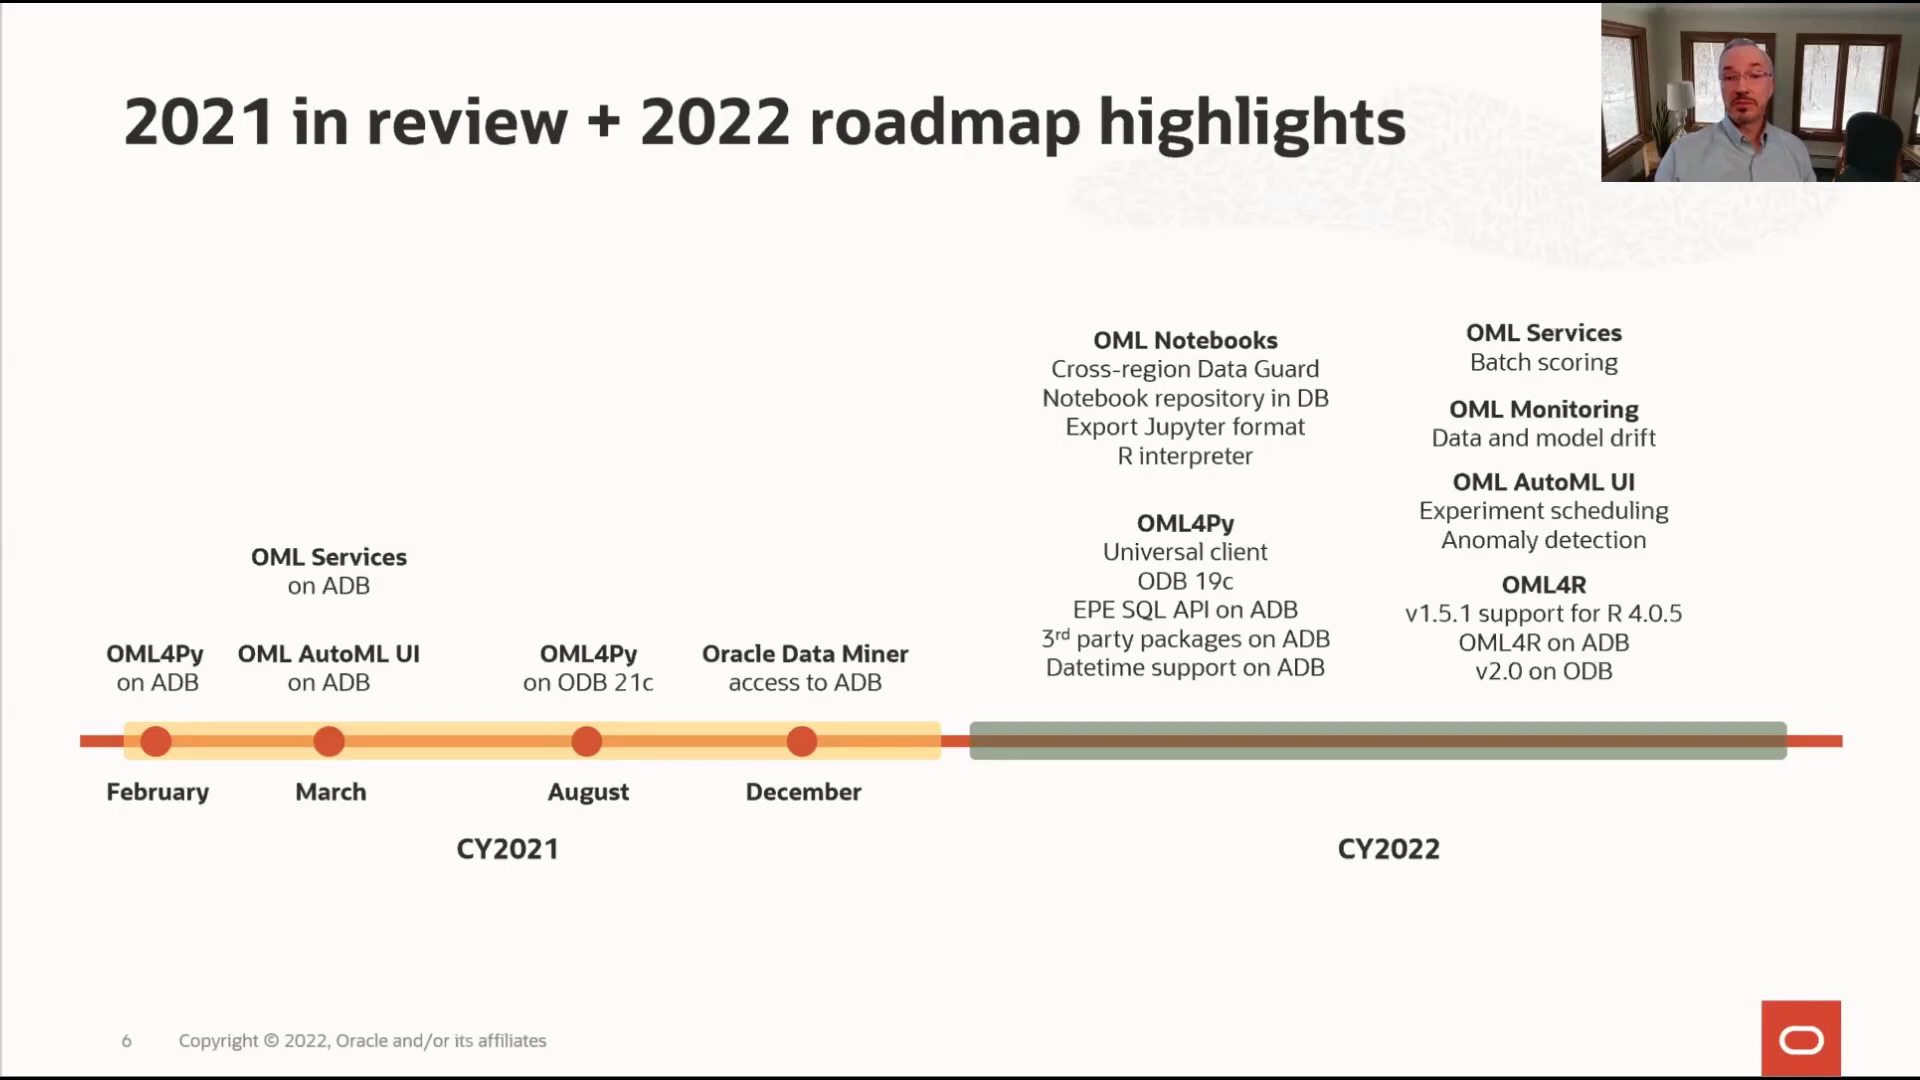 2021 in review + 2022 roadmap highlights
OML Services
on ADB
OML4Py
on ADB
OML AutoML UI
on ADB
OML4Py
on ODB 21c
Oracle Data Miner
access to ADB
OML Notebooks
Cross-region Data Guard
Notebook repository in DB
Export Jupyter format
R interpreter
OML4Py
Universal client
ODB 19c
EPE SQL API on ADB
3rd party packages on ADB
Datetime support on ADB
OML Services
Batch scoring
OML Monitoring
Data and model drift
OML AutoML UI
Experiment scheduling
Anomaly detection
OML4R
v1.5.1 support for R 4.0.5
OML4R on ADB
v2.0 on ODB
February
March
August
December
CY2021
CY2022
6
Copyright © 2022, Oracle and/or its affiliates